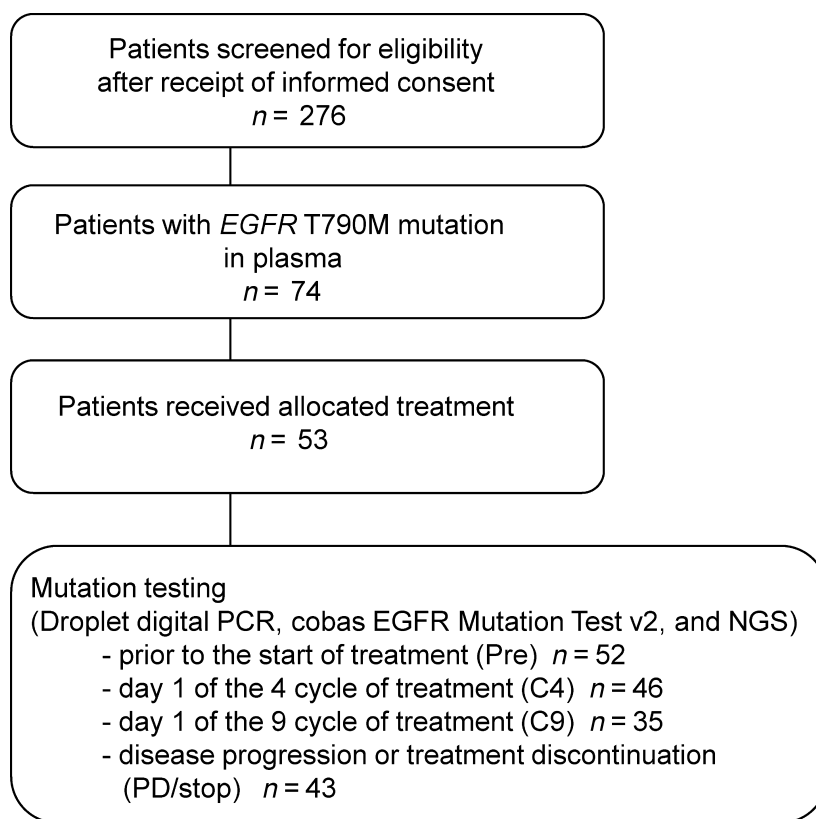 Patients screened for eligibility
after receipt of informed consent
n = 276
Patients with EGFR T790M mutation
in plasma
n = 74
Patients received allocated treatment
n = 53
Mutation testing
(Droplet digital PCR, cobas EGFR Mutation Test v2, and NGS)
- prior to the start of treatment (Pre) n = 52
- day 1 of the 4 cycle of treatment (C4) n = 46
- day 1 of the 9 cycle of treatment (C9) n = 35
- disease progression or treatment discontinuation
(PD/stop) n = 43